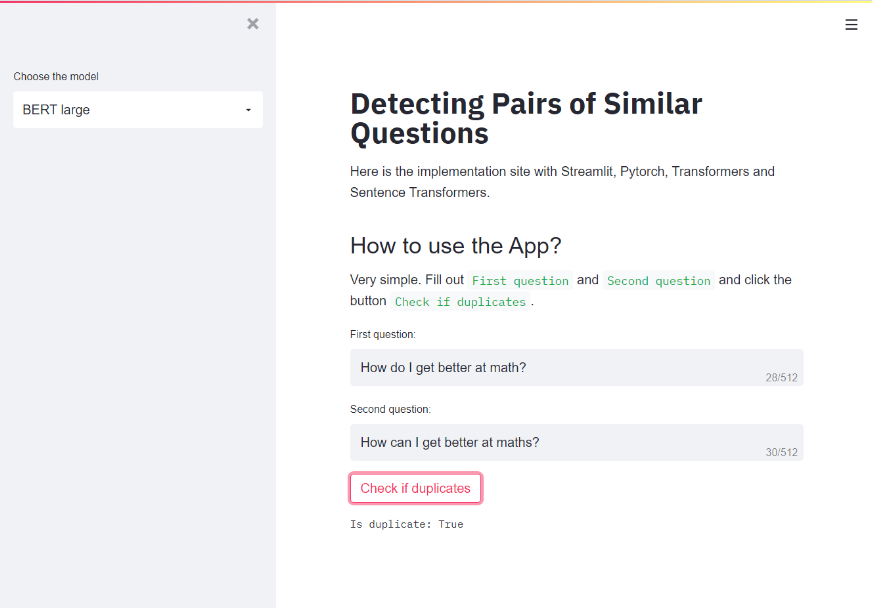 Choose the model
BERT large
Detecting Pairs of Similar
Questions
Here is the implementation site with Streamlit, Pytorch, Transformers and
Sentence Transformers.
How to use the App?
Very simple. Fill out First question and Second question and click the
button Check if duplicates .
First question:
How do I get better at math?
28/512
Second question:
How can I get better at maths?
30/512
Check if duplicates
Is duplicate: True